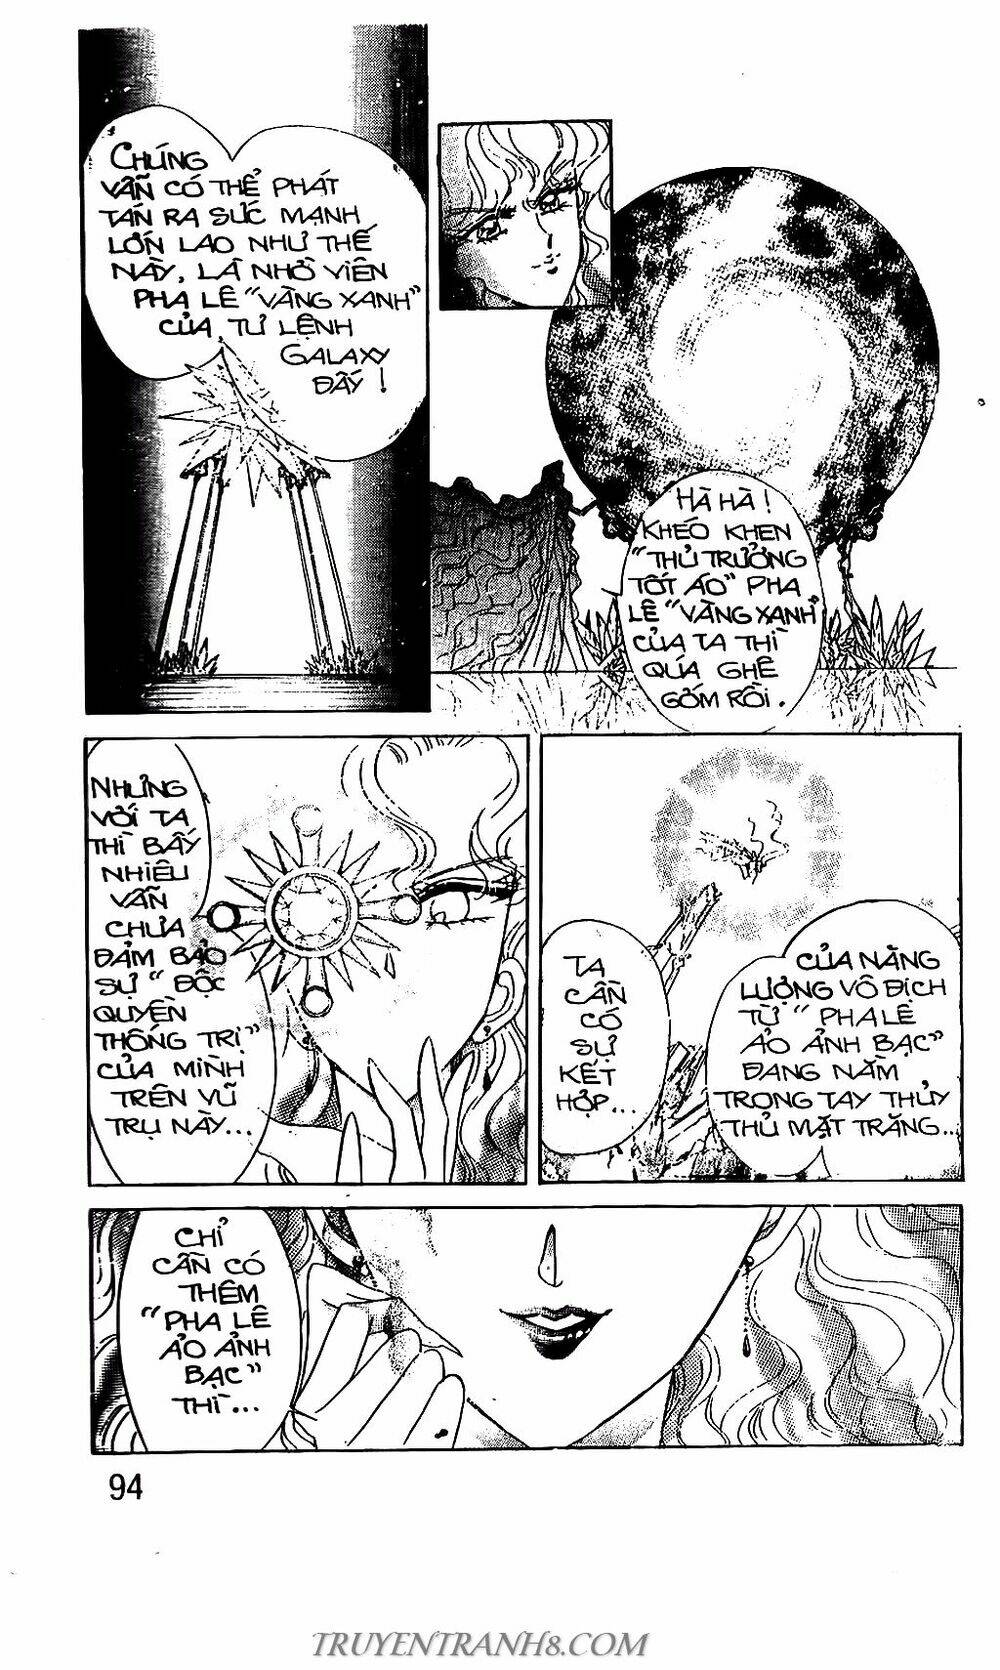 CHÚNG
VẪN CÓ THỂ PHÁT
TÁN RA SỨC MẠNH
LỚN LAO NHƯ THẾ
NÀY, LÀ NHỜ VIÊN
PHA LÊ "VÀNG XANH"
CỦA TƯ LỆNH
GALAXY
ĐẤY!
HÀ HÀ!
KHÉO KHEN
"THỦ TRƯỞNG
TỐT ÁO" PHA
LÊ "VÀNG XANH"
CỦA TA THÌ
QÚA GHÊ
GỚM RỒI.
NHƯNG
VỚI TA
THÌ BẤY
NHIÊU
VẪN
CHƯA
ĐẢM BẢO
SỰ "ĐỘC
QUYỀN
THỐNG TRỊ"
CỦA MÌNH
TRÊN VŨ
TRỤ NÀY...
TA
CẦN
CÓ
SỰ
KẾT
HỢP...
CỦA NĂNG
LƯỢNG VÔ ĐỊCH
TỪ "PHA LÊ
ẢO ẢNH BẠC"
ĐANG NẰM
TRONG TAY THỦY
THỦ MẶT TRĂNG...
CHỈ
CẦN CÓ
THÊM
"PHA LÊ
ẢO ẢNH
BẠC"
THÌ...
94
TRUYENTRANH8.COM